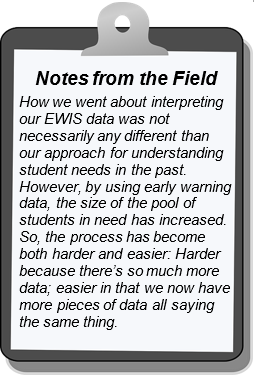 Notes from the Field
How we went about interpreting
our EWIS data was not
necessarily any different than
our approach for understanding
student needs in the past.
However, by using early warning
data, the size of the pool of
students in need has increased.
So, the process has become
both harder and easier: Harder
because there's so much more
data; easier in that we now have
more pieces of data all saying
the same thing.